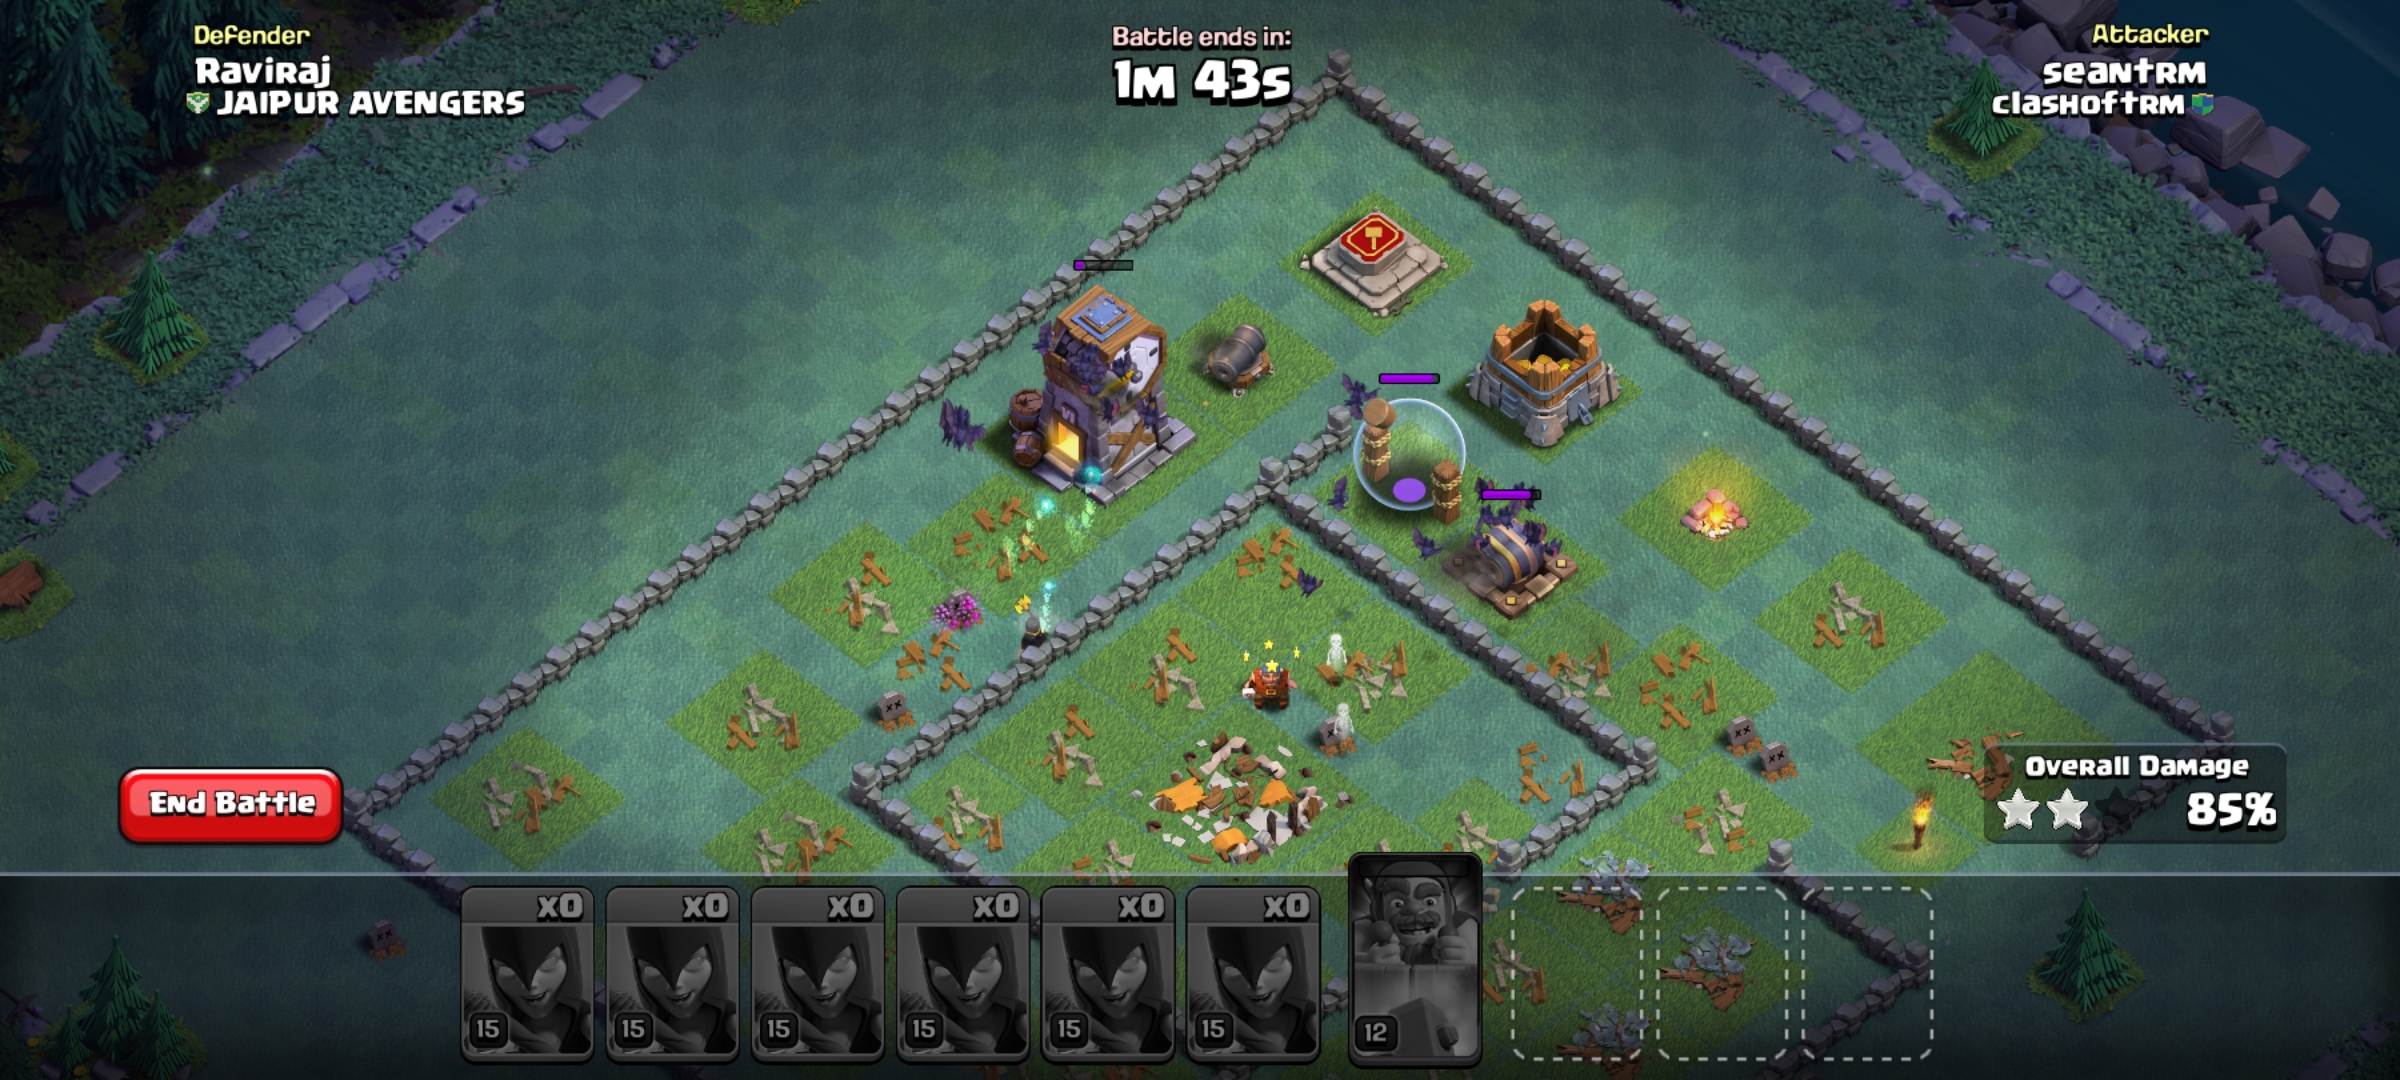 Defender
Raviraj
JAIPUR AVENGERS
Battle ends in:
1M 43s
Attacker
seantRM
clashoftRM
VI
End Battle
Overall Damage
85%
x0
x0
x0
x0
x0
x0
15
15
15
15
15
15
12